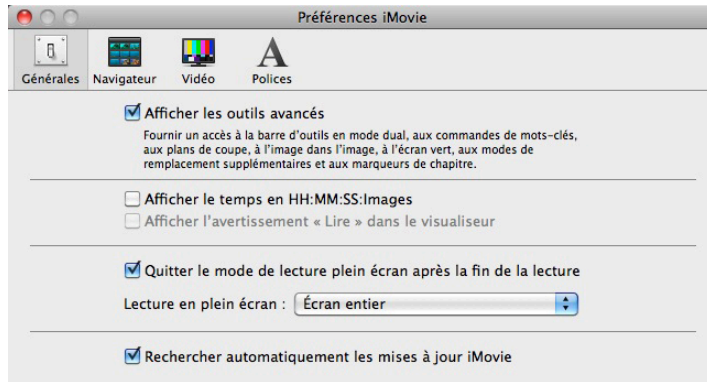 Préférences iMovie
Générales
Navigateur
Vidéo
A
Polices
Afficher les outils avancés
Fournir un accès à la barre d'outils en mode dual, aux commandes de mots-clés,
aux plans de coupe, à l'image dans l'image, à l'écran vert, aux modes de
remplacement supplémentaires et aux marqueurs de chapitre.
Afficher le temps en HH:MM:SS:Images
Afficher l'avertissement « Lire » dans le visualiseur
Quitter le mode de lecture plein écran après la fin de la lecture
Lecture en plein écran : Écran entier
Rechercher automatiquement les mises à jour iMovie